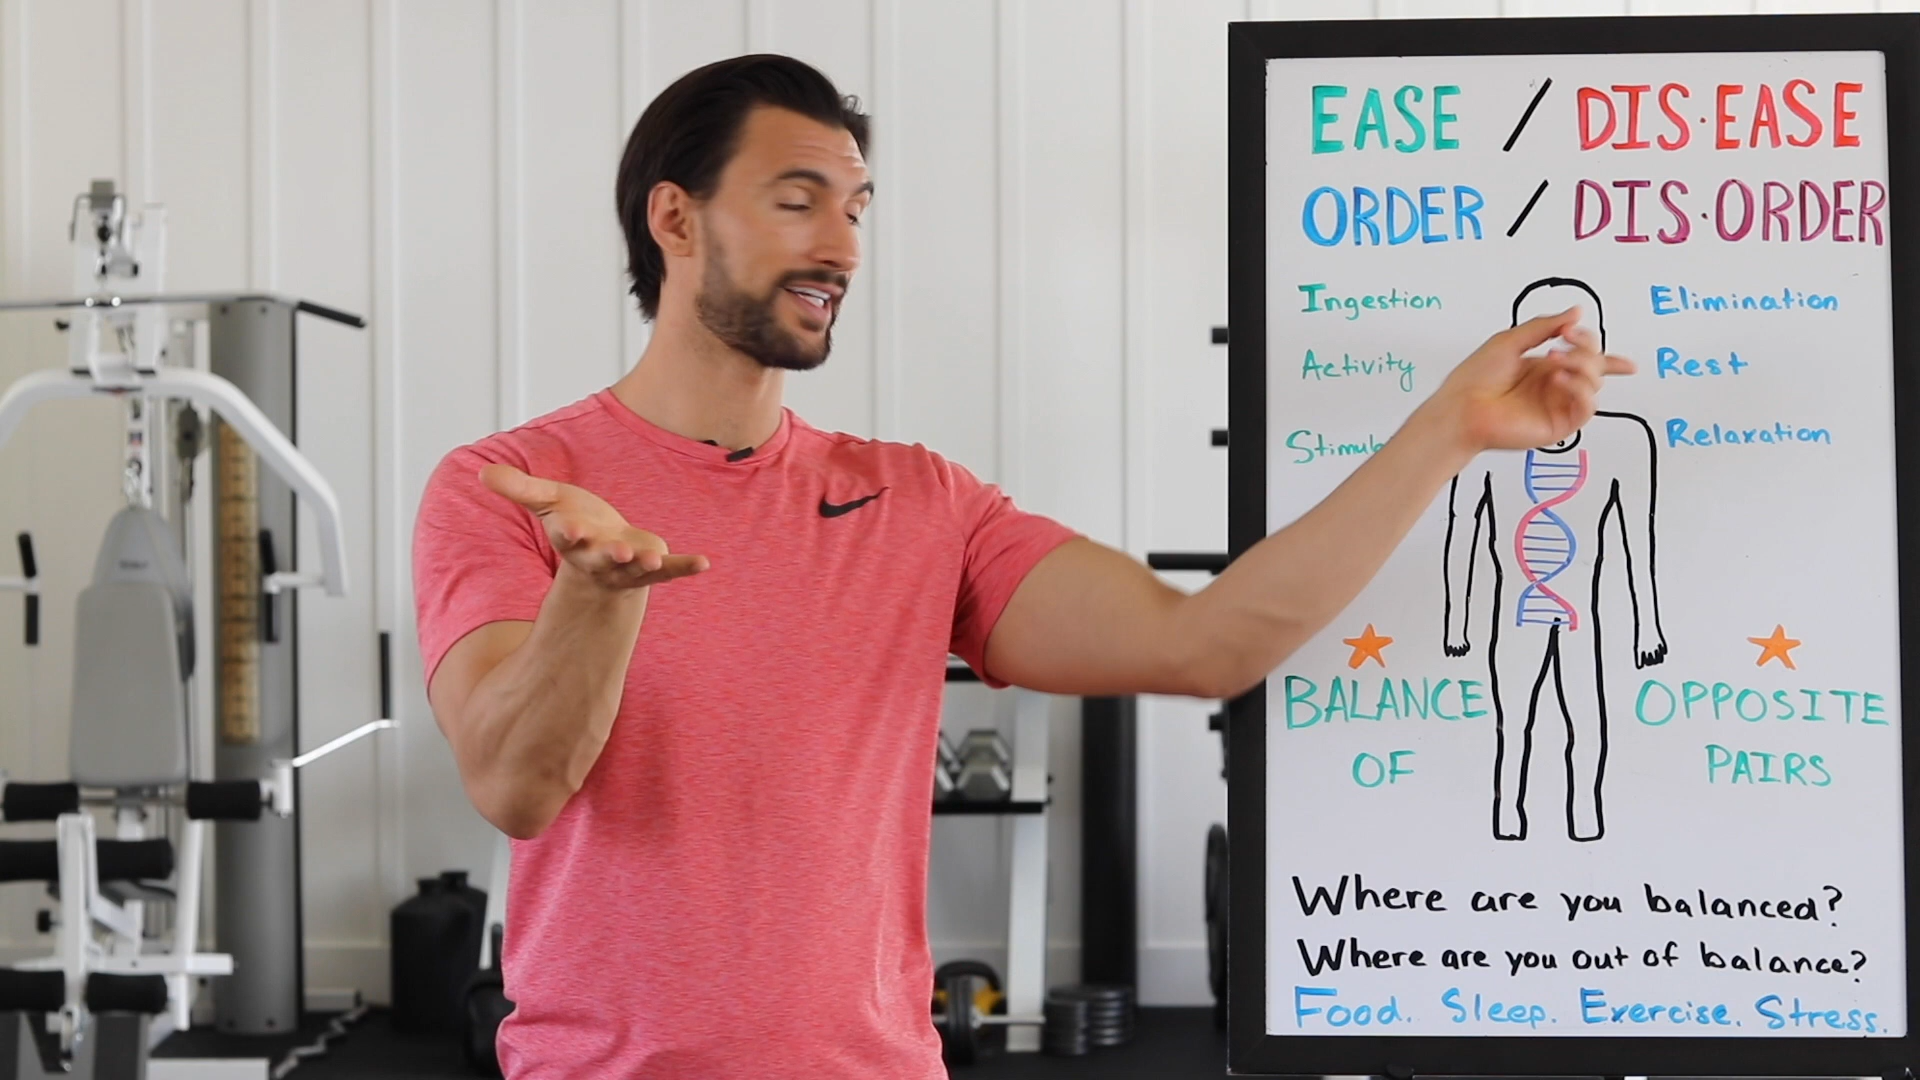 EASE / DIS·EASE
ORDER / DIS·ORDER
Ingestion Elimination
Activity Rest
Relaxation
BALANCE OF
OPPOSITE PAIRS
Where are you balanced?
Where are you out of balance?
Food. Sleep. Exercise. Stress.